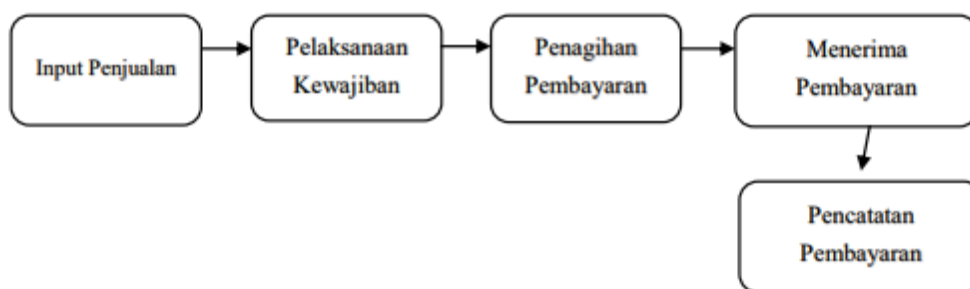 Input Penjualan
Pelaksanaan
Kewajiban
Penagihan
Pembayaran
Menerima
Pembayaran
Pencatatan
Pembayaran